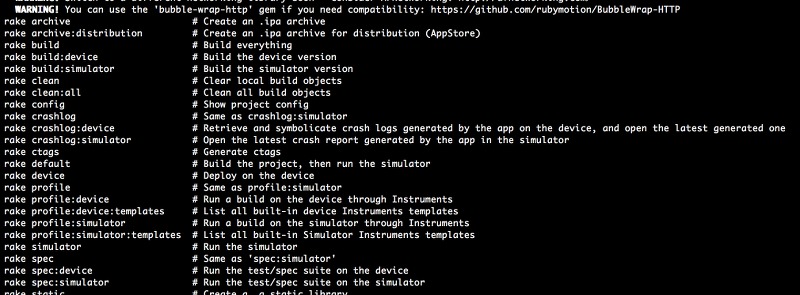 WARNING! You can use the 'bubble-wrap-http' gem if you need compatibility: https://github.com/rubymotion/BubbleWrap-HTTP
rake archive # Create an .ipa archive
rake archive:distribution # Create an .ipa archive for distribution (AppStore)
rake build # Build everything
rake build:device # Build the device version
rake build:simulator # Build the simulator version
rake clean # Clear local build objects
rake clean:all # Clean all build objects
rake config # Show project config
rake crashlog # Same as crashlog:simulator
rake crashlog:device # Retrieve and symbolicate crash logs generated by the app on the device, and open the latest generated one
rake crashlog:simulator # Open the latest crash report generated by the app in the simulator
rake ctags # Generate ctags
rake default # Build the project, then run the simulator
rake device # Deploy on the device
rake profile # Same as profile:simulator
rake profile:device # Run a build on the device through Instruments
rake profile:device:templates # List all built-in device Instruments templates
rake profile:simulator # Run a build on the simulator through Instruments
rake profile:simulator:templates # List all built-in Simulator Instruments templates
rake simulator # Run the simulator
rake spec # Same as 'spec:simulator'
rake spec:device # Run the test/spec suite on the device
rake spec:simulator # Run the test/spec suite on the simulator
rake static # Create a .a static library